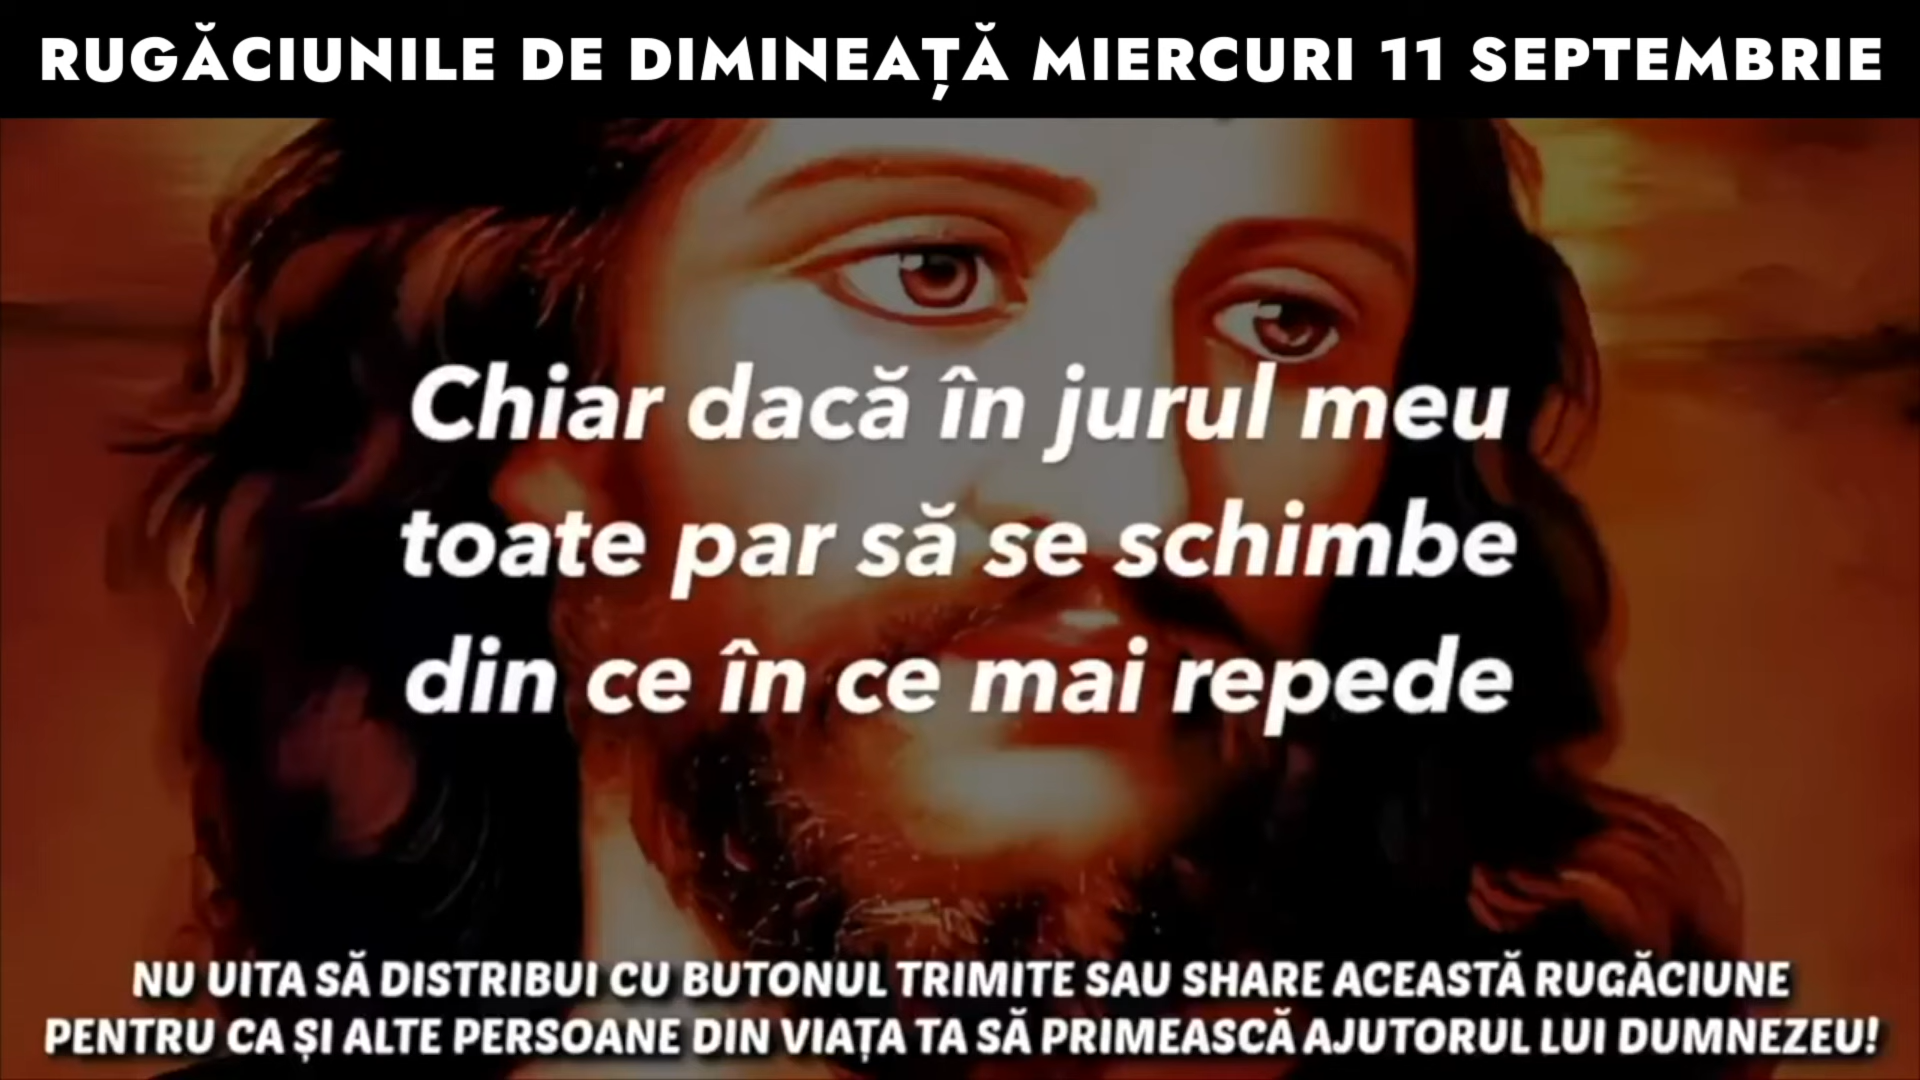 RUGĂCIUNILE DE DIMINEAȚĂ MIERCURI 11 SEPTEMBRIE
Chiar dacă în jurul meu
toate par să se schimbe
din ce în ce mai repede
NU UITA SĂ DISTRIBUI CU BUTONUL TRIMITE SAU SHARE ACEASTĂ RUGĂCIUNE
PENTRU CA ȘI ALTE PERSOANE DIN VIAȚA TA SĂ PRIMEASCĂ AJUTORUL LUI DUMNEZEU!